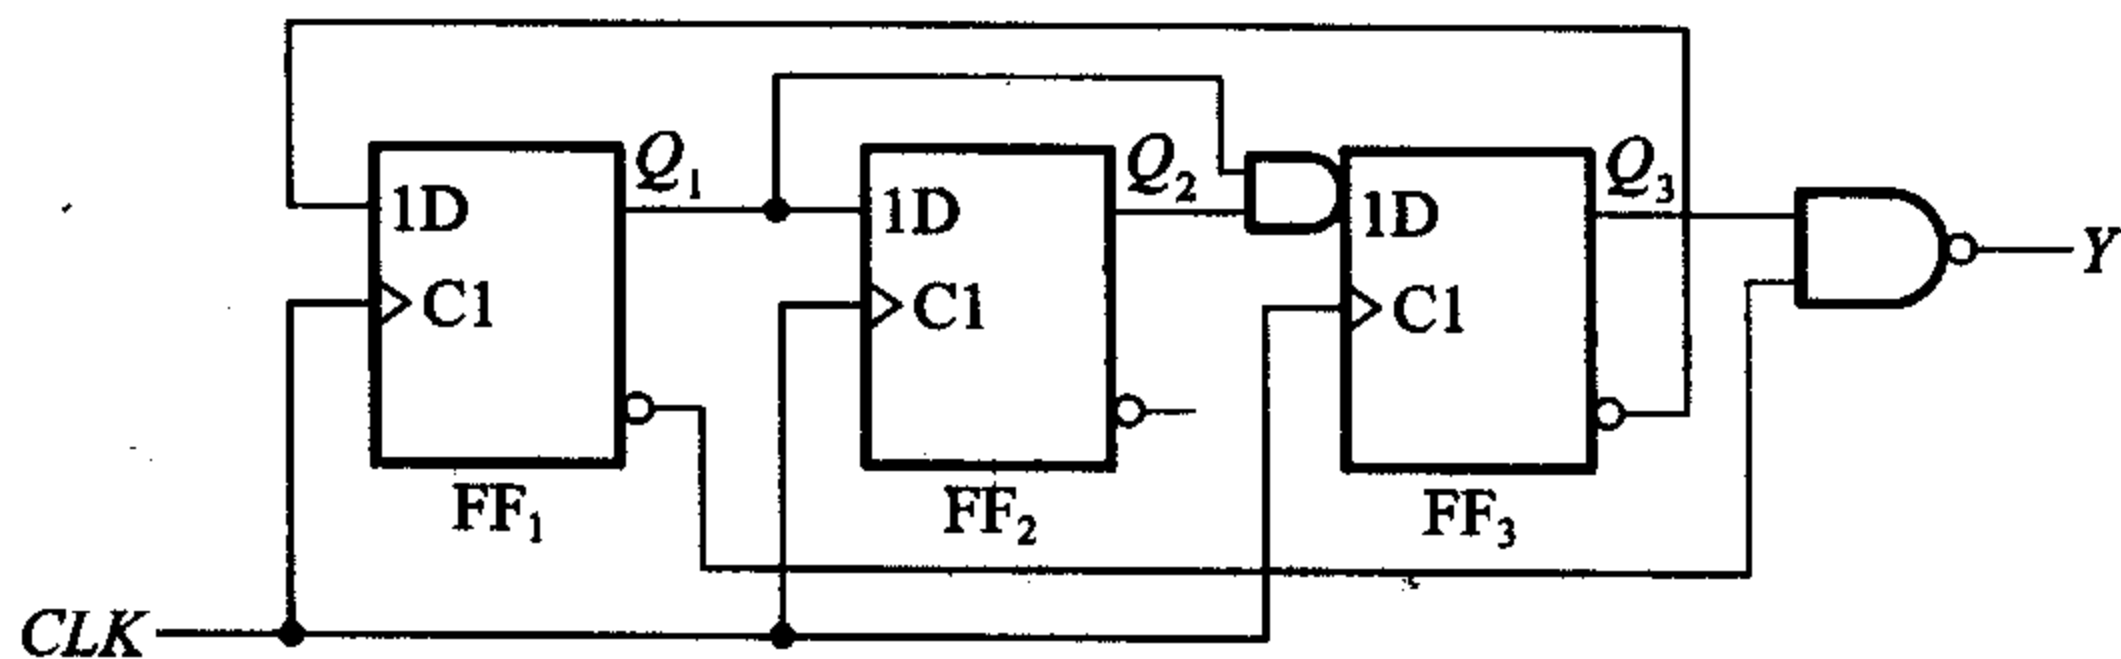 Q₁ Q₂ Q₃
1D 1D 1D
Y
C1 C1 C1
FF₁ FF₂ FF₃
CLK